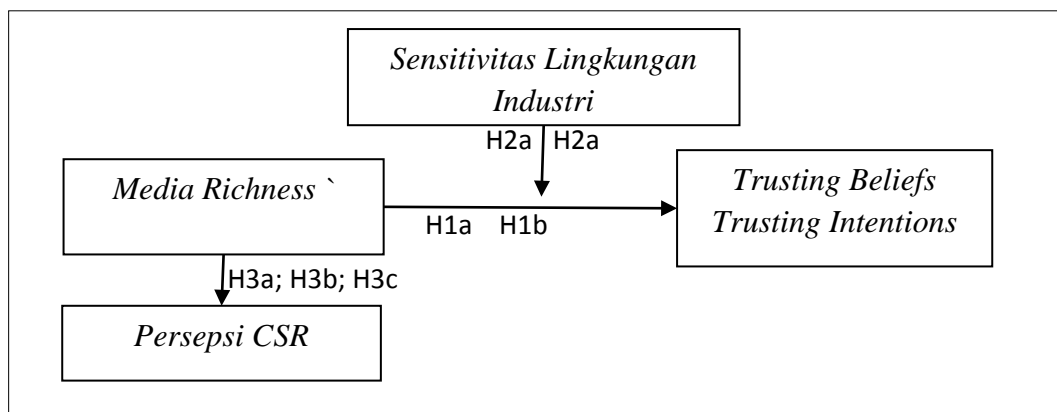 Sensitivitas Lingkungan
Industri
H2a H2a
Media Richness `
Trusting Beliefs
Trusting Intentions
H1a H1b
H3a; H3b; H3c
Persepsi CSR